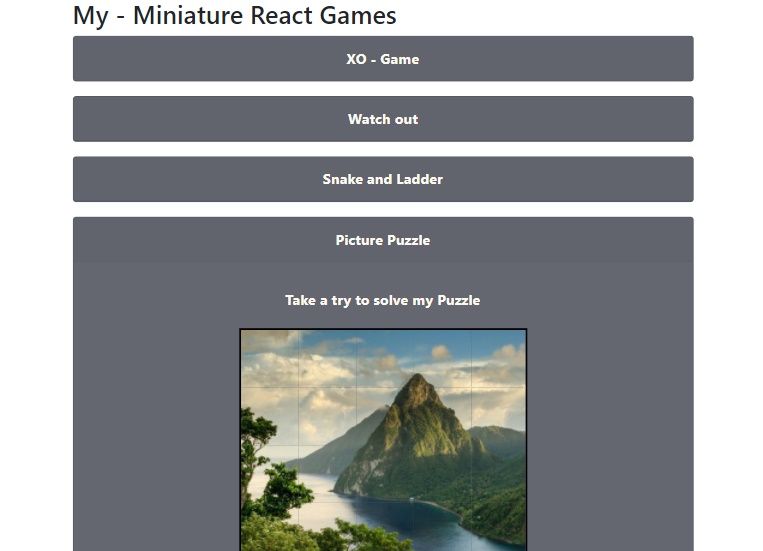 My - Miniature React Games
XO - Game
Watch out
Snake and Ladder
Picture Puzzle
Take a try to solve my Puzzle